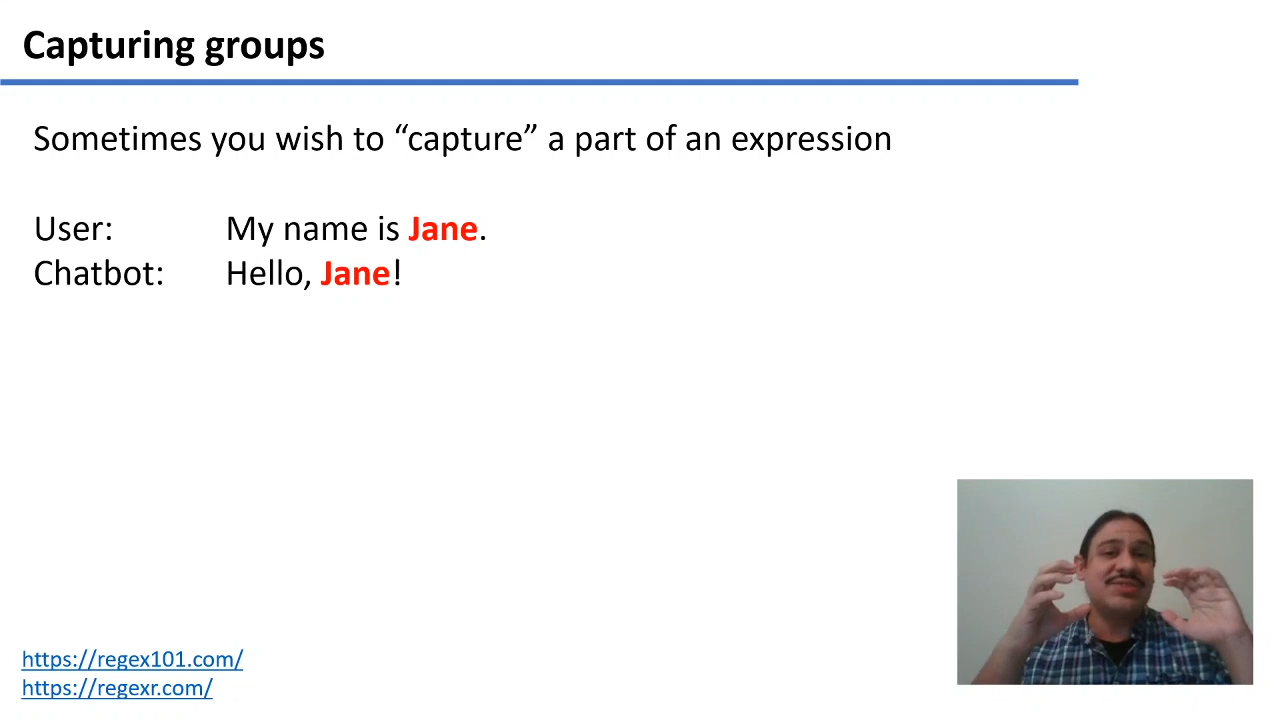 Capturing groups
Sometimes you wish to “capture” a part of an expression
User: My name is Jane.
Chatbot: Hello, Jane!
https://regex101.com/
https://regexr.com/